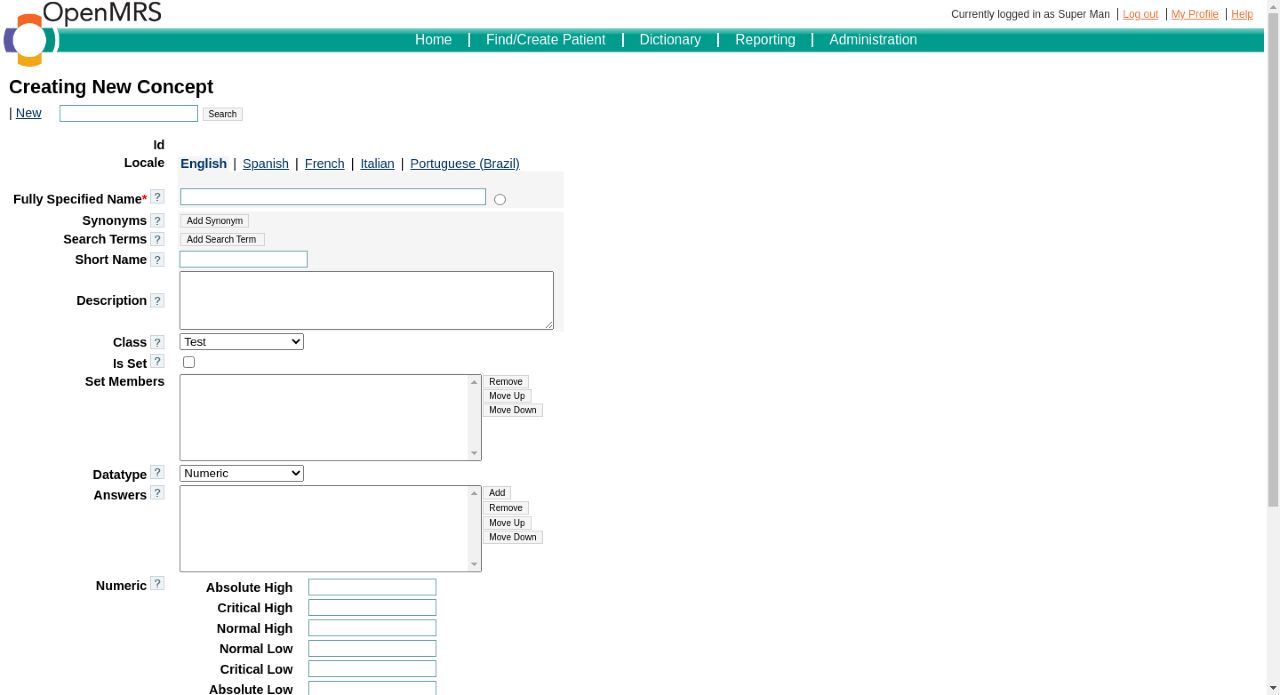 OpenMRS
Currently logged in as Super Man | Log out | My Profile | Help
Home | Find/Create Patient | Dictionary | Reporting | Administration
Creating New Concept
| New Search
Id
Locale English | Spanish | French | Italian | Portuguese (Brazil)
Fully Specified Name* ?
Synonyms ? Add Synonym
Search Terms ? Add Search Term
Short Name ?
Description ?
Class ? Test
Is Set ?
Set Members Remove
Move Up
Move Down
Datatype ? Numeric
Answers ? Add
Remove
Move Up
Move Down
Numeric ? Absolute High
Critical High
Normal High
Normal Low
Critical Low
Absolute Low